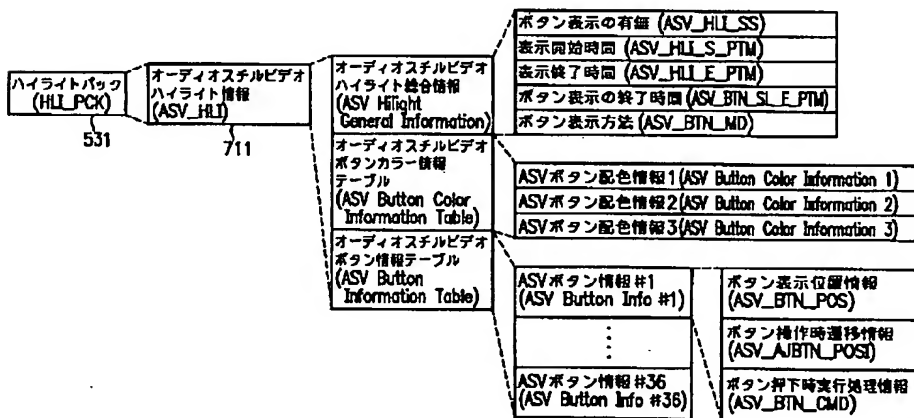 ハイライトパック
(HLI_PCK)
531
オーディオスチルビデオ
ハイライト情報
(ASV_HLI)
711
オーディオスチルビデオ
ハイライト総合情報
(ASV Hilight
General Information)
オーディオスチルビデオ
ボタンカラー情報
テーブル
(ASV Button Color
Information Table)
オーディオスチルビデオ
ボタン情報テーブル
(ASV Button
Information Table)
ボタン表示の有無 (ASV_HLI_SS)
表示開始時間 (ASV_HLI_S_PTM)
表示終了時間 (ASV_HLI_E_PTM)
ボタン表示の終了時間 (ASV_BTN_SL_E_PTM)
ボタン表示方法 (ASV_BTN_MD)
ASVボタン配色情報1 (ASV Button Color Information 1)
ASVボタン配色情報2 (ASV Button Color Information 2)
ASVボタン配色情報3 (ASV Button Color Information 3)
ASVボタン情報#1
(ASV Button Info #1)
ASVボタン情報#36
(ASV Button Info #36)
ボタン表示位置情報
(ASV_BTN_POS)
ボタン操作時遷移情報
(ASV_AJBTN_POSI)
ボタン押下時実行処理情報
(ASV_BTN_CMD)